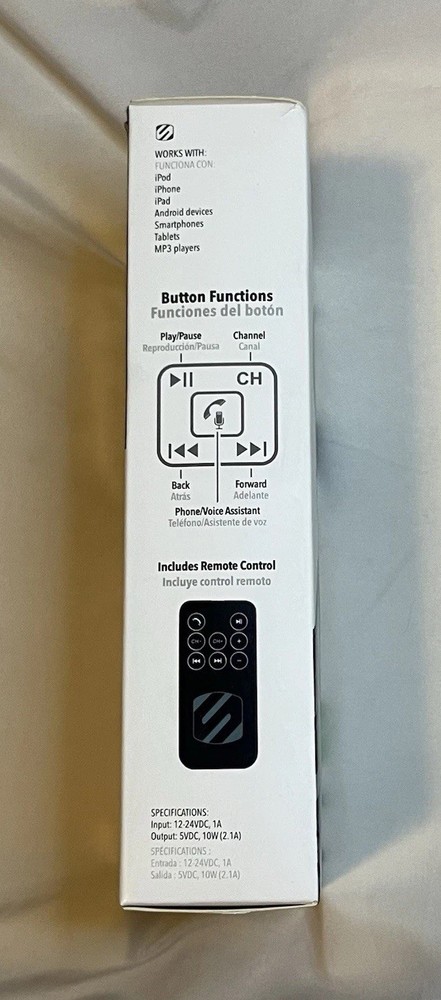 WORKS WITH:
FUNCIONA CON:
iPod
iPhone
iPad
Android devices
Smartphones
Tablets
MP3 players
Button Functions
Funciones del botón
Play/Pause
Reproducción/Pausa
Channel
Canal
CH
Back
Atrás
Forward
Adelante
Phone/Voice Assistant
Teléfono/Asistente de voz
Includes Remote Control
Incluye control remoto
CH-
CH+
+
-
SPECIFICATIONS:
Input: 12-24VDC, 1A
Output: 5VDC, 10W (2.1A)
SPECIFICATIONS :
Entrada : 12-24VDC, 1A
Salida : 5VDC, 10W (2.1A)